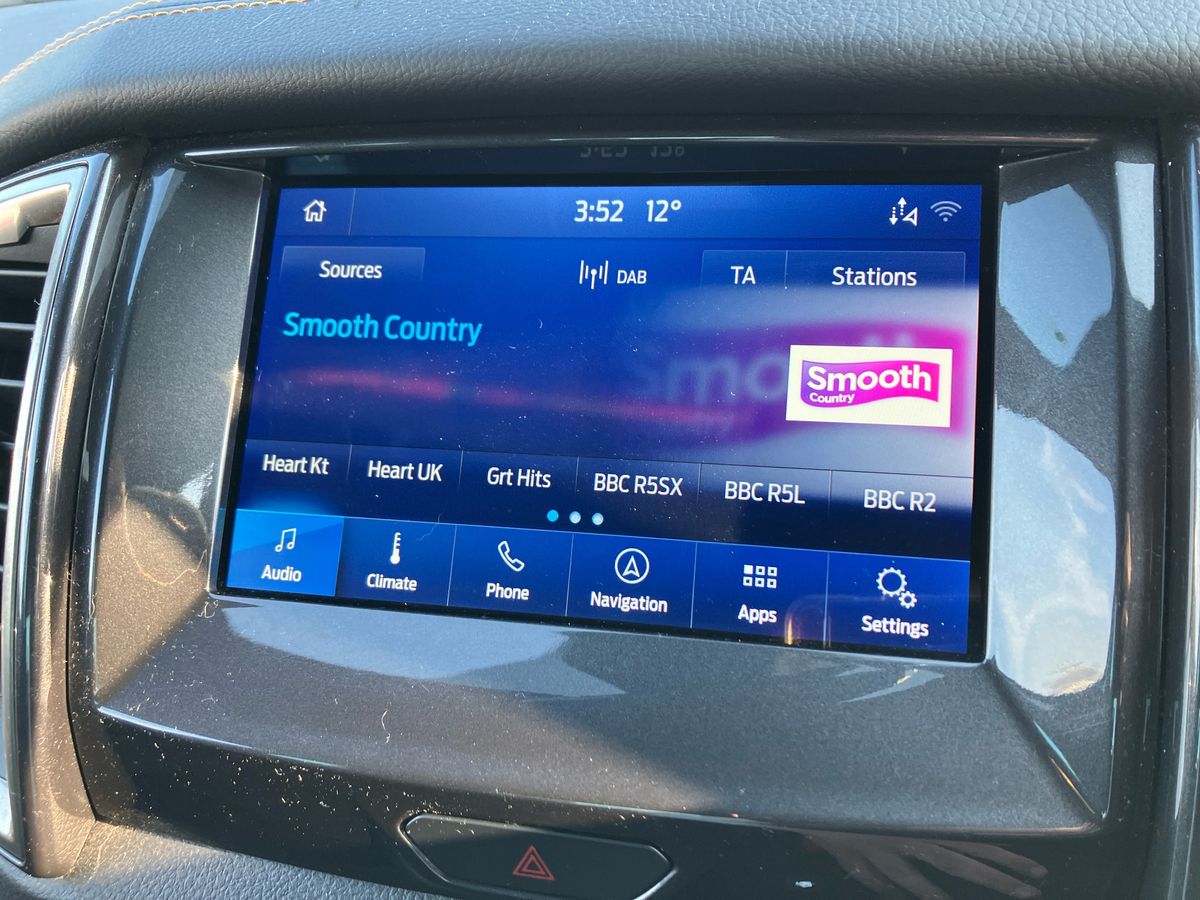 3:52 12°
Sources
DAB
TA
Stations
Smooth Country
Smooth
Country
Heart Kt
Heart UK
Grt Hits
BBC R5SX
BBC R5L
BBC R2
Audio
Climate
Phone
Navigation
Apps
Settings